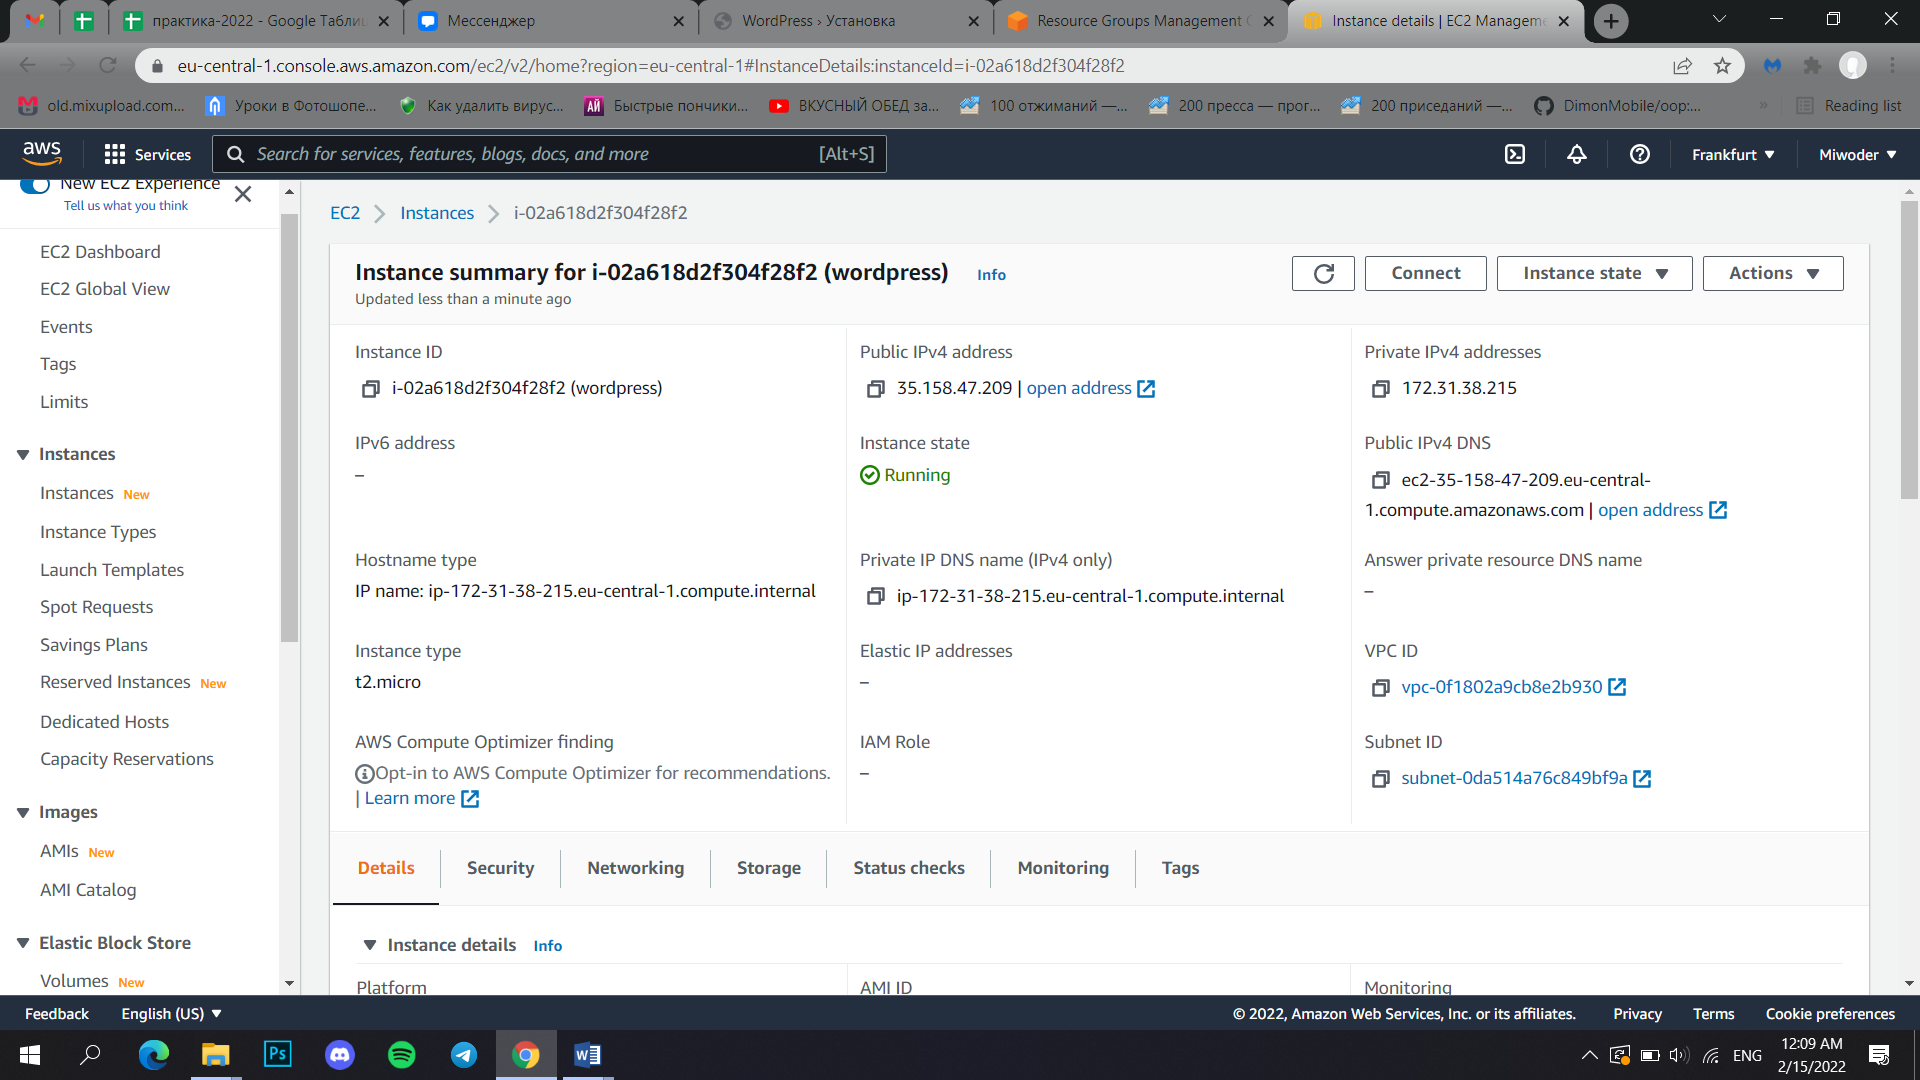 практика-2022 - Google Таблиц
Мессенджер
WordPress › Установка
Resource Groups Management C
Instance details | EC2 Manageme
eu-central-1.console.aws.amazon.com/ec2/v2/home?region=eu-central-1#InstanceDetails:instanceId=i-02a618d2f304f28f2
old.mixupload.com...
Уроки в Фотошопе...
Как удалить вирус...
АЙ
Быстрые пончики...
ВКУСНЫЙ ОБЕД за...
100 отжиманий —...
200 пресса — прог...
200 приседаний —...
DimonMobile/oop:...
»
Reading list
aws
Services
Search for services, features, blogs, docs, and more
[Alt+S]
Frankfurt
Miwoder
New EC2 Experience
Tell us what you think
EC2 Dashboard
EC2 Global View
Events
Tags
Limits
Instances
Instances New
Instance Types
Launch Templates
Spot Requests
Savings Plans
Reserved Instances New
Dedicated Hosts
Capacity Reservations
Images
AMIs New
AMI Catalog
Elastic Block Store
Volumes New
EC2
Instances
i-02a618d2f304f28f2
Instance summary for i-02a618d2f304f28f2 (wordpress)
Info
Updated less than a minute ago
Connect
Instance state
Actions
Instance ID
i-02a618d2f304f28f2 (wordpress)
Public IPv4 address
35.158.47.209 | open address
Private IPv4 addresses
172.31.38.215
IPv6 address
–
Instance state
Running
Public IPv4 DNS
ec2-35-158-47-209.eu-central-
1.compute.amazonaws.com | open address
Hostname type
IP name: ip-172-31-38-215.eu-central-1.compute.internal
Private IP DNS name (IPv4 only)
ip-172-31-38-215.eu-central-1.compute.internal
Answer private resource DNS name
–
Instance type
t2.micro
Elastic IP addresses
–
VPC ID
vpc-0f1802a9cb8e2b930
AWS Compute Optimizer finding
Opt-in to AWS Compute Optimizer for recommendations.
| Learn more
IAM Role
–
Subnet ID
subnet-0da514a76c849bf9a
Details
Security
Networking
Storage
Status checks
Monitoring
Tags
Instance details
Info
Platform
AMI ID
Monitoring
Feedback
English (US)
© 2022, Amazon Web Services, Inc. or its affiliates.
Privacy
Terms
Cookie preferences
Ps
W
ENG
12:09 AM
2/15/2022